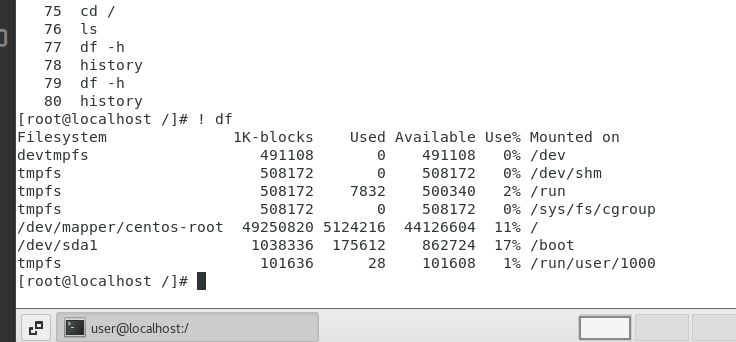 75  cd /
76  ls
77  df -h
78  history
79  df -h
80  history
[root@localhost /]# ! df
Filesystem              1K-blocks    Used Available Use% Mounted on
devtmpfs                   491108       0    491108   0% /dev
tmpfs                      508172       0    508172   0% /dev/shm
tmpfs                      508172    7832    500340   2% /run
tmpfs                      508172       0    508172   0% /sys/fs/cgroup
/dev/mapper/centos-root  49250820 5124216  44126604  11% /
/dev/sda1                 1038336  175612    862724  17% /boot
tmpfs                      101636      28    101608   1% /run/user/1000
[root@localhost /]#
user@localhost:/